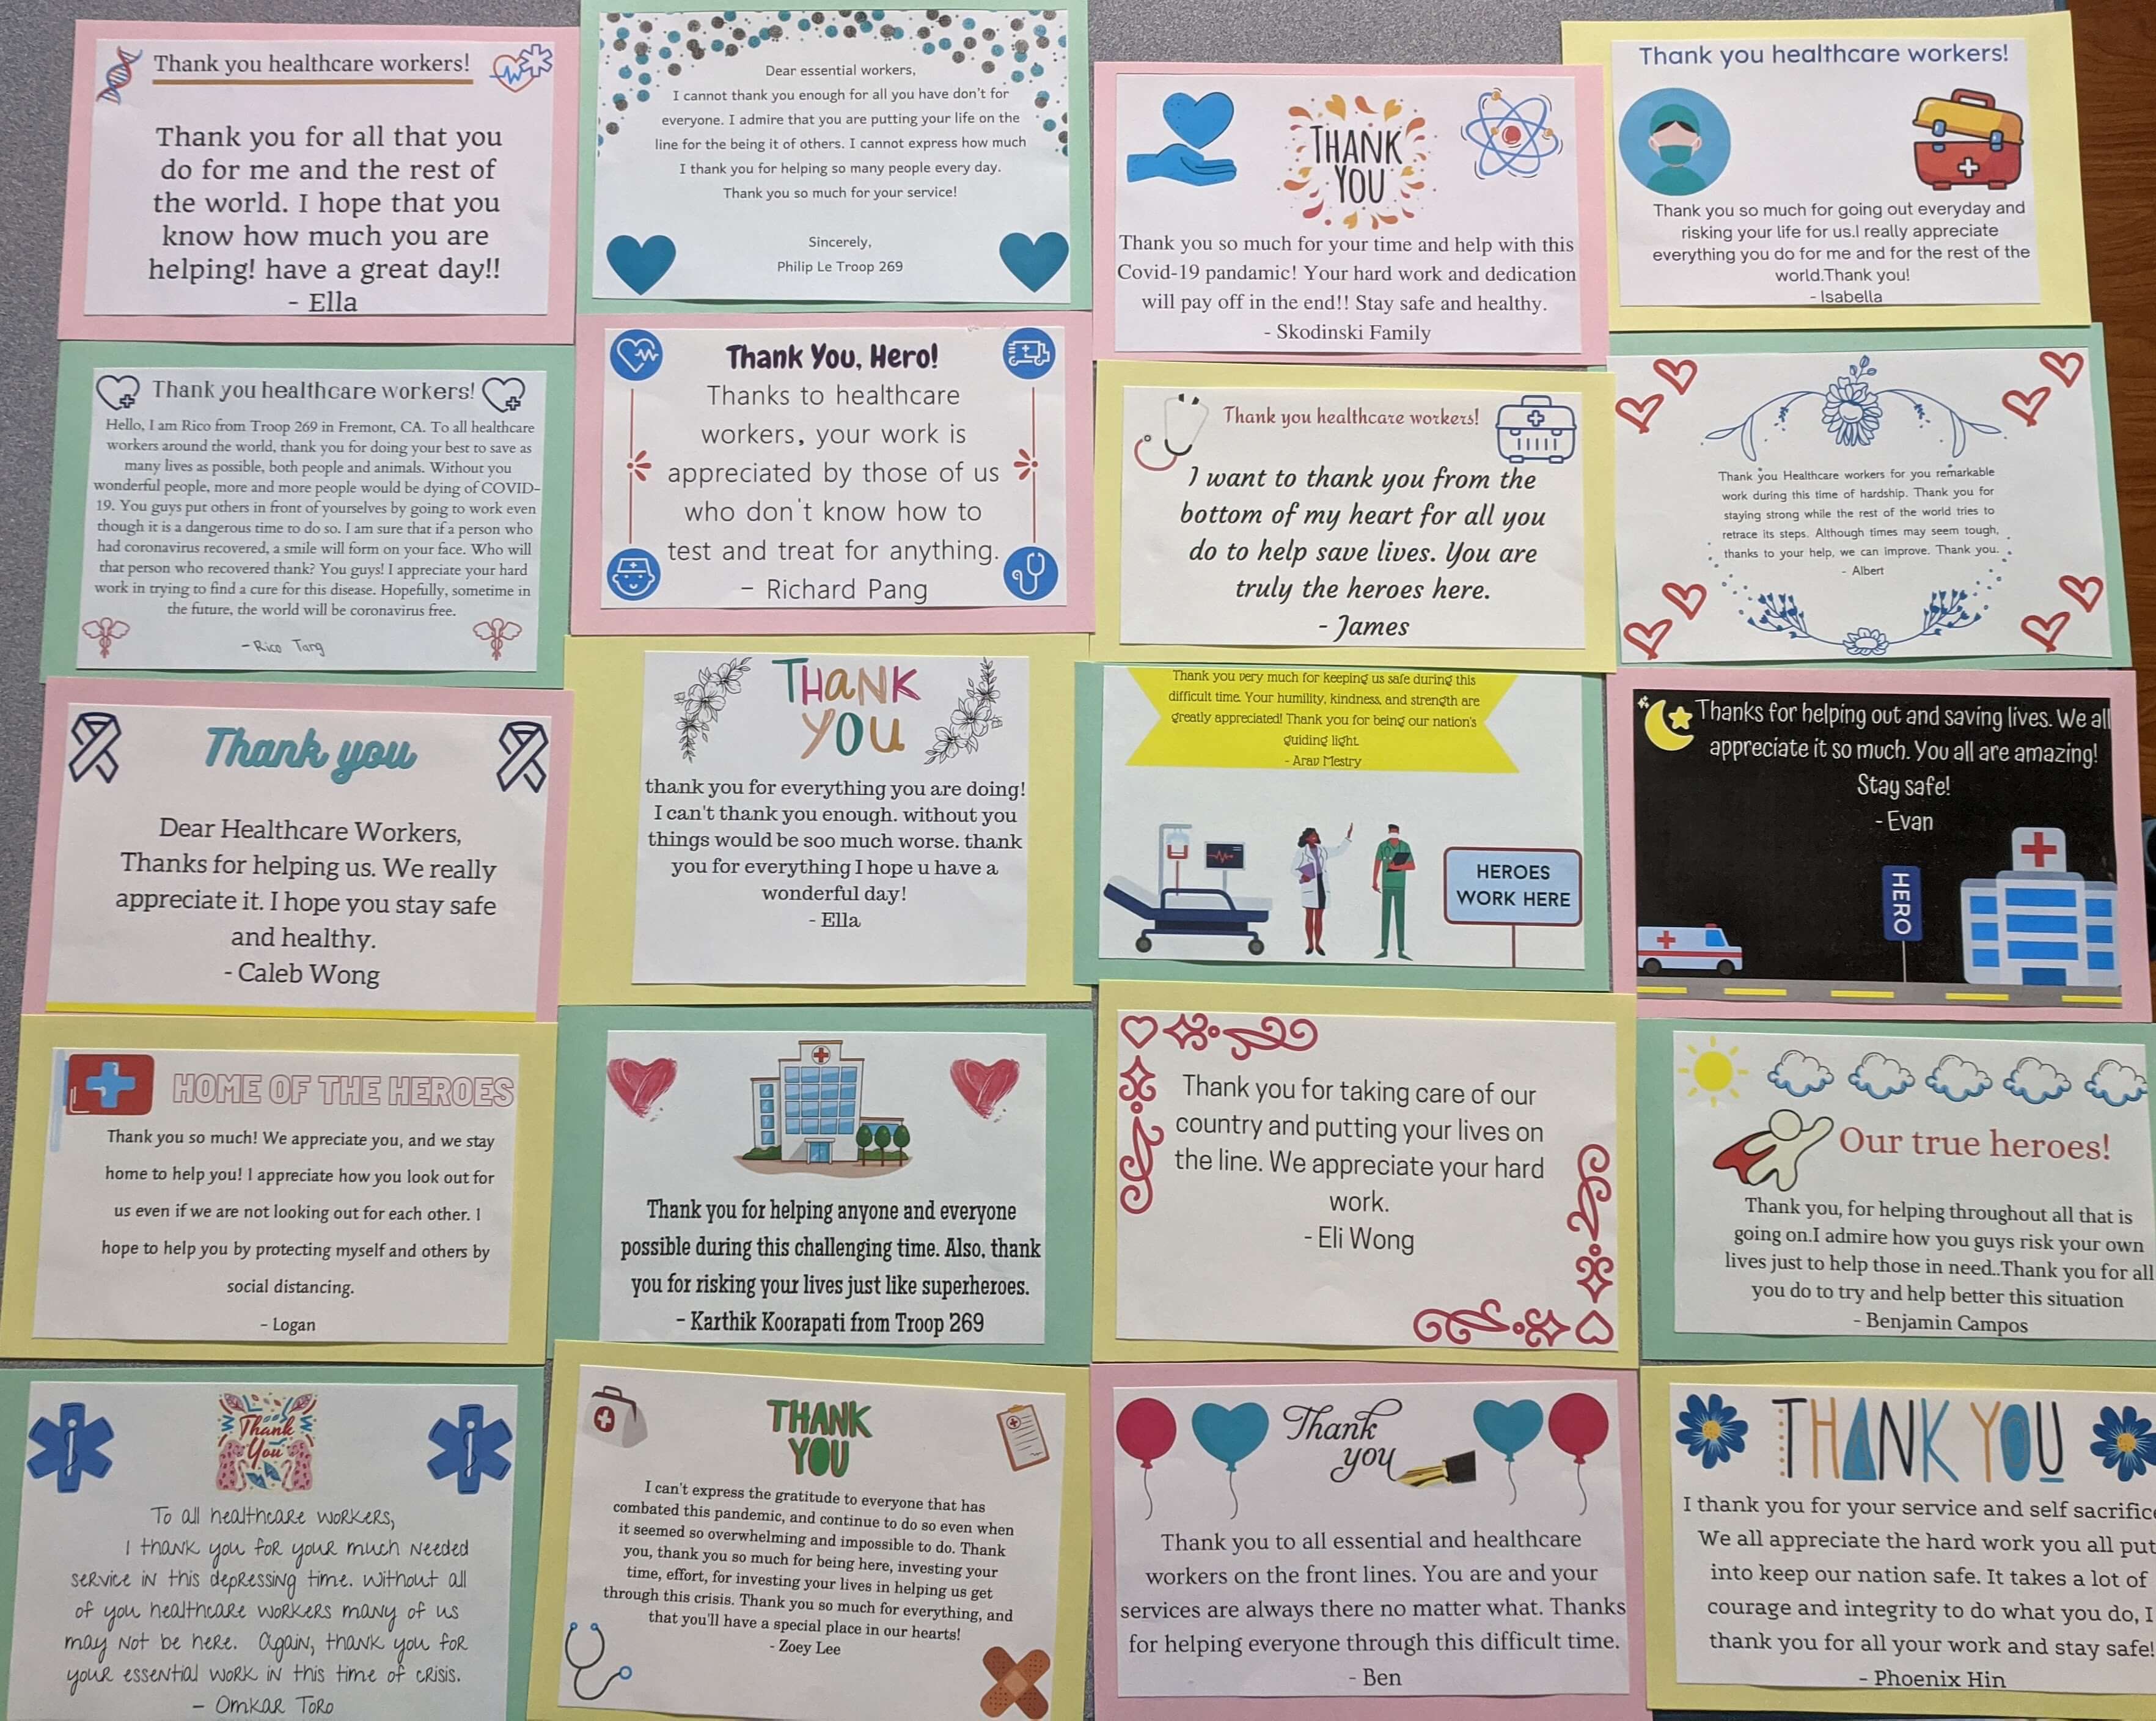 Thank you healthcare workers!
Thank you for all that you
do for me and the rest of
the world. I hope that you
know how much you are
helping! have a great day!!
- Ella
Dear essential workers,
I cannot thank you enough for all you have don't for
everyone. I admire that you are putting your life on the
line for the being it of others. I cannot express how much
I thank you for helping so many people every day.
Thank you so much for your service!
Sincerely,
Philip Le Troop 269
THANK
YOU
Thank you so much for your time and help with this
Covid-19 pandamic! Your hard work and dedication
will pay off in the end!! Stay safe and healthy.
- Skodinski Family
Thank you healthcare workers!
Thank you so much for going out everyday and
risking your life for us.I really appreciate
everything you do for me and for the rest of the
world.Thank you!
- Isabella
Thank you healthcare workers!
Hello, I am Rico from Troop 269 in Fremont, CA. To all healthcare
workers around the world, thank you for doing your best to save as
many lives as possible, both people and animals. Without you
wonderful people, more and more people would be dying of COVID-
19. You guys put others in front of yourselves by going to work even
though it is a dangerous time to do so. I am sure that if a person who
had coronavirus recovered, a smile will form on your face. Who will
that person who recovered thank? You guys! I appreciate your hard
work in trying to find a cure for this disease. Hopefully, sometime in
the future, the world will be coronavirus free.
- Rico Tang
Thank You, Hero!
Thanks to healthcare
workers, your work is
appreciated by those of us
who don't know how to
test and treat for anything.
- Richard Pang
Thank you healthcare workers!
I want to thank you from the
bottom of my heart for all you
do to help save lives. You are
truly the heroes here.
- James
Thank you Healthcare workers for you remarkable
work during this time of hardship. Thank you for
staying strong while the rest of the world tries to
retrace its steps. Although times may seem tough,
thanks to your help, we can improve. Thank you.
- Albert
Thank you
Dear Healthcare Workers,
Thanks for helping us. We really
appreciate it. I hope you stay safe
and healthy.
- Caleb Wong
THANK
YOU
thank you for everything you are doing!
I can't thank you enough. without you
things would be soo much worse. thank
you for everything I hope u have a
wonderful day!
- Ella
Thank you very much for keeping us safe during this
difficult time. Your humility, kindness, and strength are
greatly appreciated! Thank you for being our nation's
guiding light.
- Arav Mestry
HEROES
WORK HERE
Thanks for helping out and saving lives. We all
appreciate it so much. You all are amazing!
Stay safe!
- Evan
HERO
HOME OF THE HEROES
Thank you so much! We appreciate you, and we stay
home to help you! I appreciate how you look out for
us even if we are not looking out for each other. I
hope to help you by protecting myself and others by
social distancing.
- Logan
Thank you for helping anyone and everyone
possible during this challenging time. Also, thank
you for risking your lives just like superheroes.
- Karthik Koorapati from Troop 269
Thank you for taking care of our
country and putting your lives on
the line. We appreciate your hard
work.
- Eli Wong
Our true heroes!
Thank you, for helping throughout all that is
going on.I admire how you guys risk your own
lives just to help those in need..Thank you for all
you do to try and help better this situation
- Benjamin Campos
Thank
You
To all healthcare workers,
I thank you for your much needed
service in this depressing time. Without all
of you healthcare workers many of us
may not be here. Again, thank you for
your essential work in this time of crisis.
- Omkar Toro
THANK
YOU
I can't express the gratitude to everyone that has
combated this pandemic, and continue to do so even when
it seemed so overwhelming and impossible to do. Thank
you, thank you so much for being here, investing your
time, effort, for investing your lives in helping us get
through this crisis. Thank you so much for everything, and
that you'll have a special place in our hearts!
- Zoey Lee
Thank
you
Thank you to all essential and healthcare
workers on the front lines. You are and your
services are always there no matter what. Thanks
for helping everyone through this difficult time.
- Ben
THANK YOU
I thank you for your service and self sacrifice
We all appreciate the hard work you all put
into keep our nation safe. It takes a lot of
courage and integrity to do what you do, I
thank you for all your work and stay safe!
- Phoenix Hin